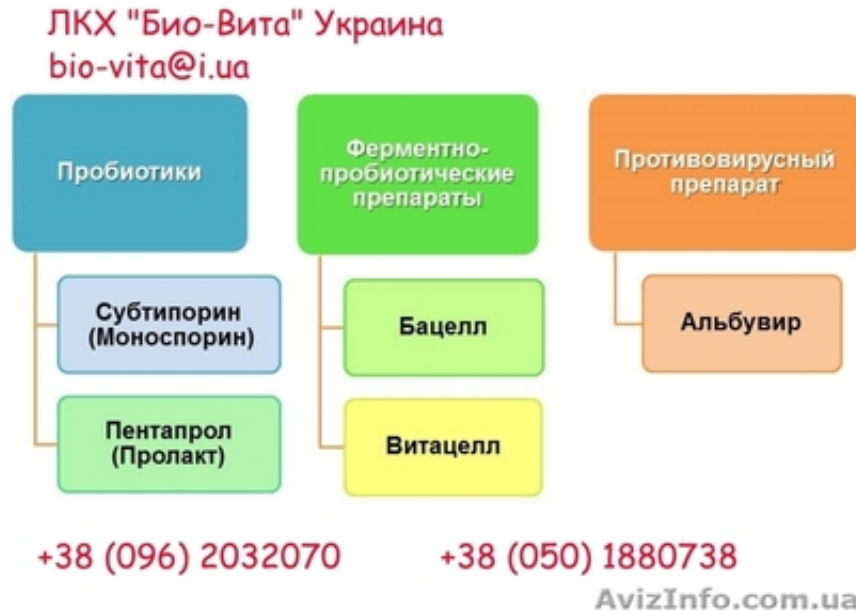 ЛКХ "Био-Вита" Украина
bio-vita@i.ua
Пробиотики
Субтипорин
(Моноспорин)
Пентапрол
(Пролакт)
Ферментно-
пробиотические
препараты
Бацелл
Витацелл
Противовирусный
препарат
Альбувир
+38 (096) 2032070
+38 (050) 1880738
AvizInfo.com.ua